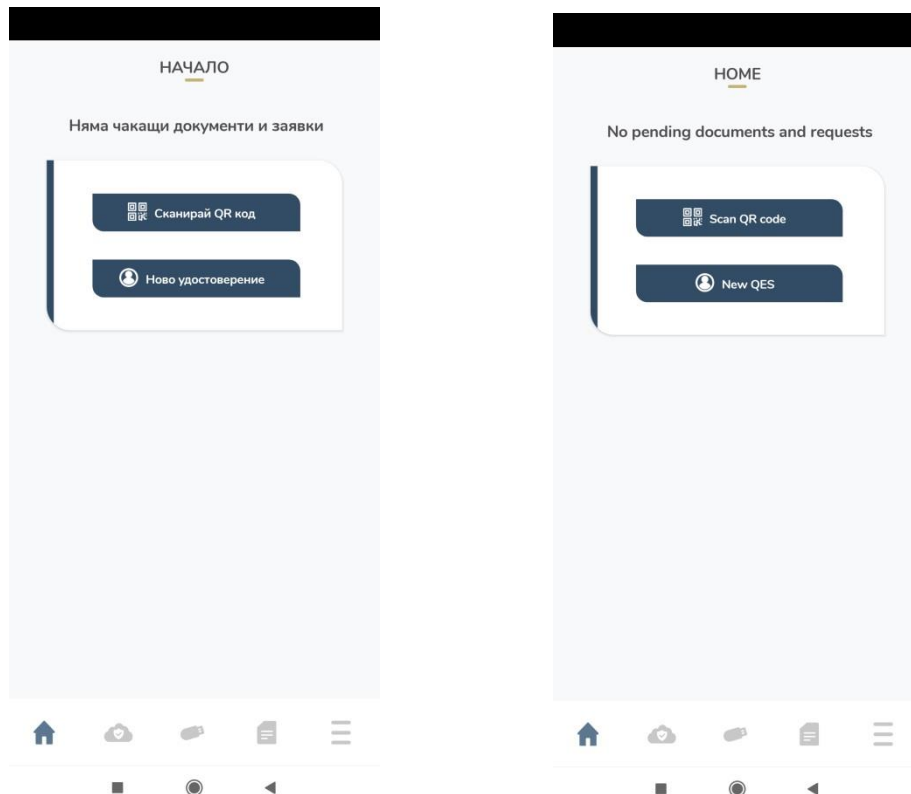 НАЧАЛО
Няма чакащи документи и заявки
Сканирай QR код
Ново удостоверение
HOME
No pending documents and requests
Scan QR code
New QES